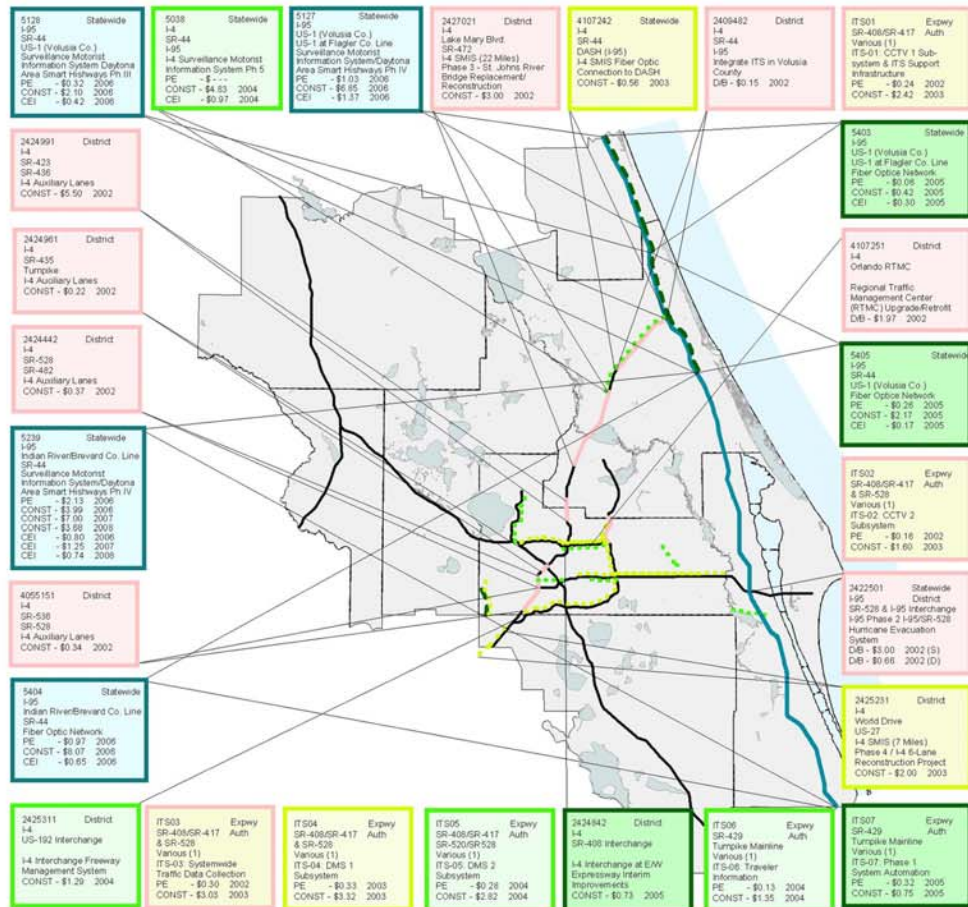 5128 Statewide
I-95
SR-44
US-1 (Volusia Co.)
Surveillance Motorist
Information System Daytona
Area Smart Highways Ph III
PE - $0.32 2006
CONST - $2.10 2006
CEI - $0.42 2006
5038 Statewide
I-4
SR-44
I-95
I-4 Surveillance Motorist
Information System Ph 5
PE - $ - - -
CONST - $4.83 2004
CEI - $0.97 2004
5127 Statewide
I-95
US-1 (Volusia Co.)
US-1 at Flagler Co. Line
Surveillance Motorist
Information System/Daytona
Area Smart Highways Ph IV
PE - $1.03 2006
CONST - $6.85 2006
CEI - $1.37 2006
2427021 District
I-4
Lake Mary Blvd.
SR-472
I-4 SMIS (22 Miles)
Phase 3 - St. Johns River
Bridge Replacement/
Reconstruction
CONST - $3.00 2002
4107242 Statewide
I-4
SR-44
DASH (I-95)
I-4 SMIS Fiber Optic
Connection to DASH
CONST - $0.56 2003
2409482 District
I-4
SR-44
I-95
Integrate ITS in Volusia
County
D/B - $0.15 2002
ITS01 Expwy
SR-408/SR-417 Auth
Various (1)
ITS-01: CCTV 1 Sub-
system & ITS Support
Infrastructure
PE - $0.24 2002
CONST - $2.42 2003
2424991 District
I-4
SR-423
SR-436
I-4 Auxiliary Lanes
CONST - $5.50 2002
5403 Statewide
I-95
US-1 (Volusia Co.)
US-1 at Flagler Co. Line
Fiber Optic Network
PE - $0.06 2005
CONST - $0.42 2005
CEI - $0.30 2005
2424961 District
I-4
SR-435
Turnpike
I-4 Auxiliary Lanes
CONST - $0.22 2002
4107251 District
I-4
Orlando RTMC
Regional Traffic
Management Center
(RTMC) Upgrade/Retrofit
D/B - $1.97 2002
2424442 District
I-4
SR-528
SR-482
I-4 Auxiliary Lanes
CONST - $0.37 2002
5405 Statewide
I-95
SR-44
US-1 (Volusia Co.)
Fiber Optice Network
PE - $0.26 2005
CONST - $2.17 2005
CEI - $0.17 2005
5239 Statewide
I-95
Indian River/Brevard Co. Line
SR-44
Surveillance Motorist
Information System/Daytona
Area Smart Highways Ph IV
PE - $2.13 2006
CONST - $3.99 2006
CONST - $7.00 2007
CONST - $3.68 2008
CEI - $0.80 2006
CEI - $1.25 2007
CEI - $0.74 2008
ITS02 Expwy
SR-408/SR-417 Auth
& SR-528
Various (1)
ITS-02: CCTV 2
Subsystem
PE - $0.16 2002
CONST - $1.60 2003
4055151 District
I-4
SR-536
SR-528
I-4 Auxiliary Lanes
CONST - $0.34 2002
2422501 Statewide
I-95 District
SR-528 & I-95 Interchange
I-95 Phase 2 I-95/SR-528
Hurricane Evacuation
System
D/B - $3.00 2002 (S)
D/B - $0.66 2002 (D)
5404 Statewide
I-95
Indian River/Brevard Co. Line
SR-44
Fiber Optic Network
PE - $0.97 2006
CONST - $8.07 2006
CEI - $0.65 2006
2425231 District
I-4
World Drive
US-27
I-4 SMIS (7 Miles)
Phase 4 / I-4 6-Lane
Reconstruction Project
CONST - $2.00 2003
B
2425311 District
I-4
US-192 Interchange
I-4 Interchange Freeway
Management System
CONST - $1.29 2004
ITS03 Expwy
SR-408/SR-417 Auth
& SR-528
Various (1)
ITS-03: Systemwide
Traffic Data Collection
PE - $0.30 2002
CONST - $3.03 2003
ITS04 Expwy
SR-408/SR-417 Auth
& SR-528
Various (1)
ITS-04: DMS 1
Subsystem
PE - $0.33 2003
CONST - $3.32 2003
ITS05 Expwy
SR-408/SR-417 Auth
SR-520/SR-528
Various (1)
ITS-05: DMS 2
Subsystem
PE - $0.28 2004
CONST - $2.82 2004
2424842 District
I-4
SR-408 Interchange
I-4 Interchange at E/W
Expressway Interim
Improvements
CONST - $0.73 2005
ITS06 Expwy
SR-429 Auth
Turnpike Mainline
Various (1)
ITS-06: Traveler
Information
PE - $0.13 2004
CONST - $1.35 2004
ITS07 Expwy
SR-429 Auth
Turnpike Mainline
Various (1)
ITS-07: Phase 1
System Automation
PE - $0.32 2005
CONST - $0.75 2005